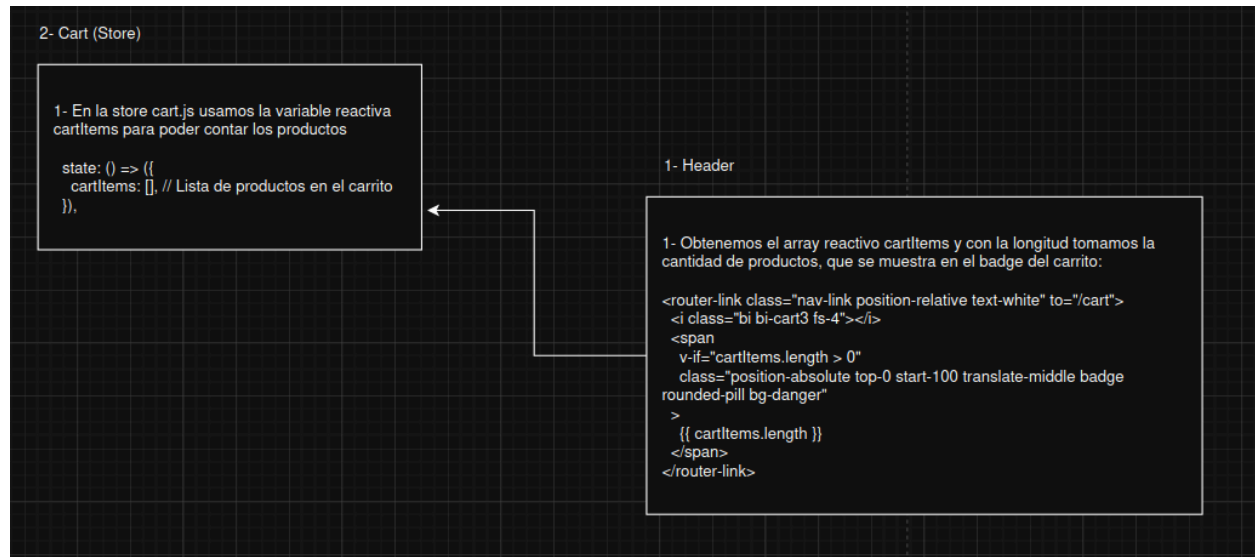 2- Cart (Store)
1- En la store cart.js usamos la variable reactiva
cartItems para poder contar los productos
state: () => ({
cartItems: [], // Lista de productos en el carrito
}),
1- Header
1- Obtenemos el array reactivo cartItems y con la longitud tomamos la
cantidad de productos, que se muestra en el badge del carrito:
<router-link class="nav-link position-relative text-white" to="/cart">
<i class="bi bi-cart3 fs-4"></i>
<span
v-if="cartItems.length > 0"
class="position-absolute top-0 start-100 translate-middle badge
rounded-pill bg-danger"
>
{{ cartItems.length }}
</span>
</router-link>